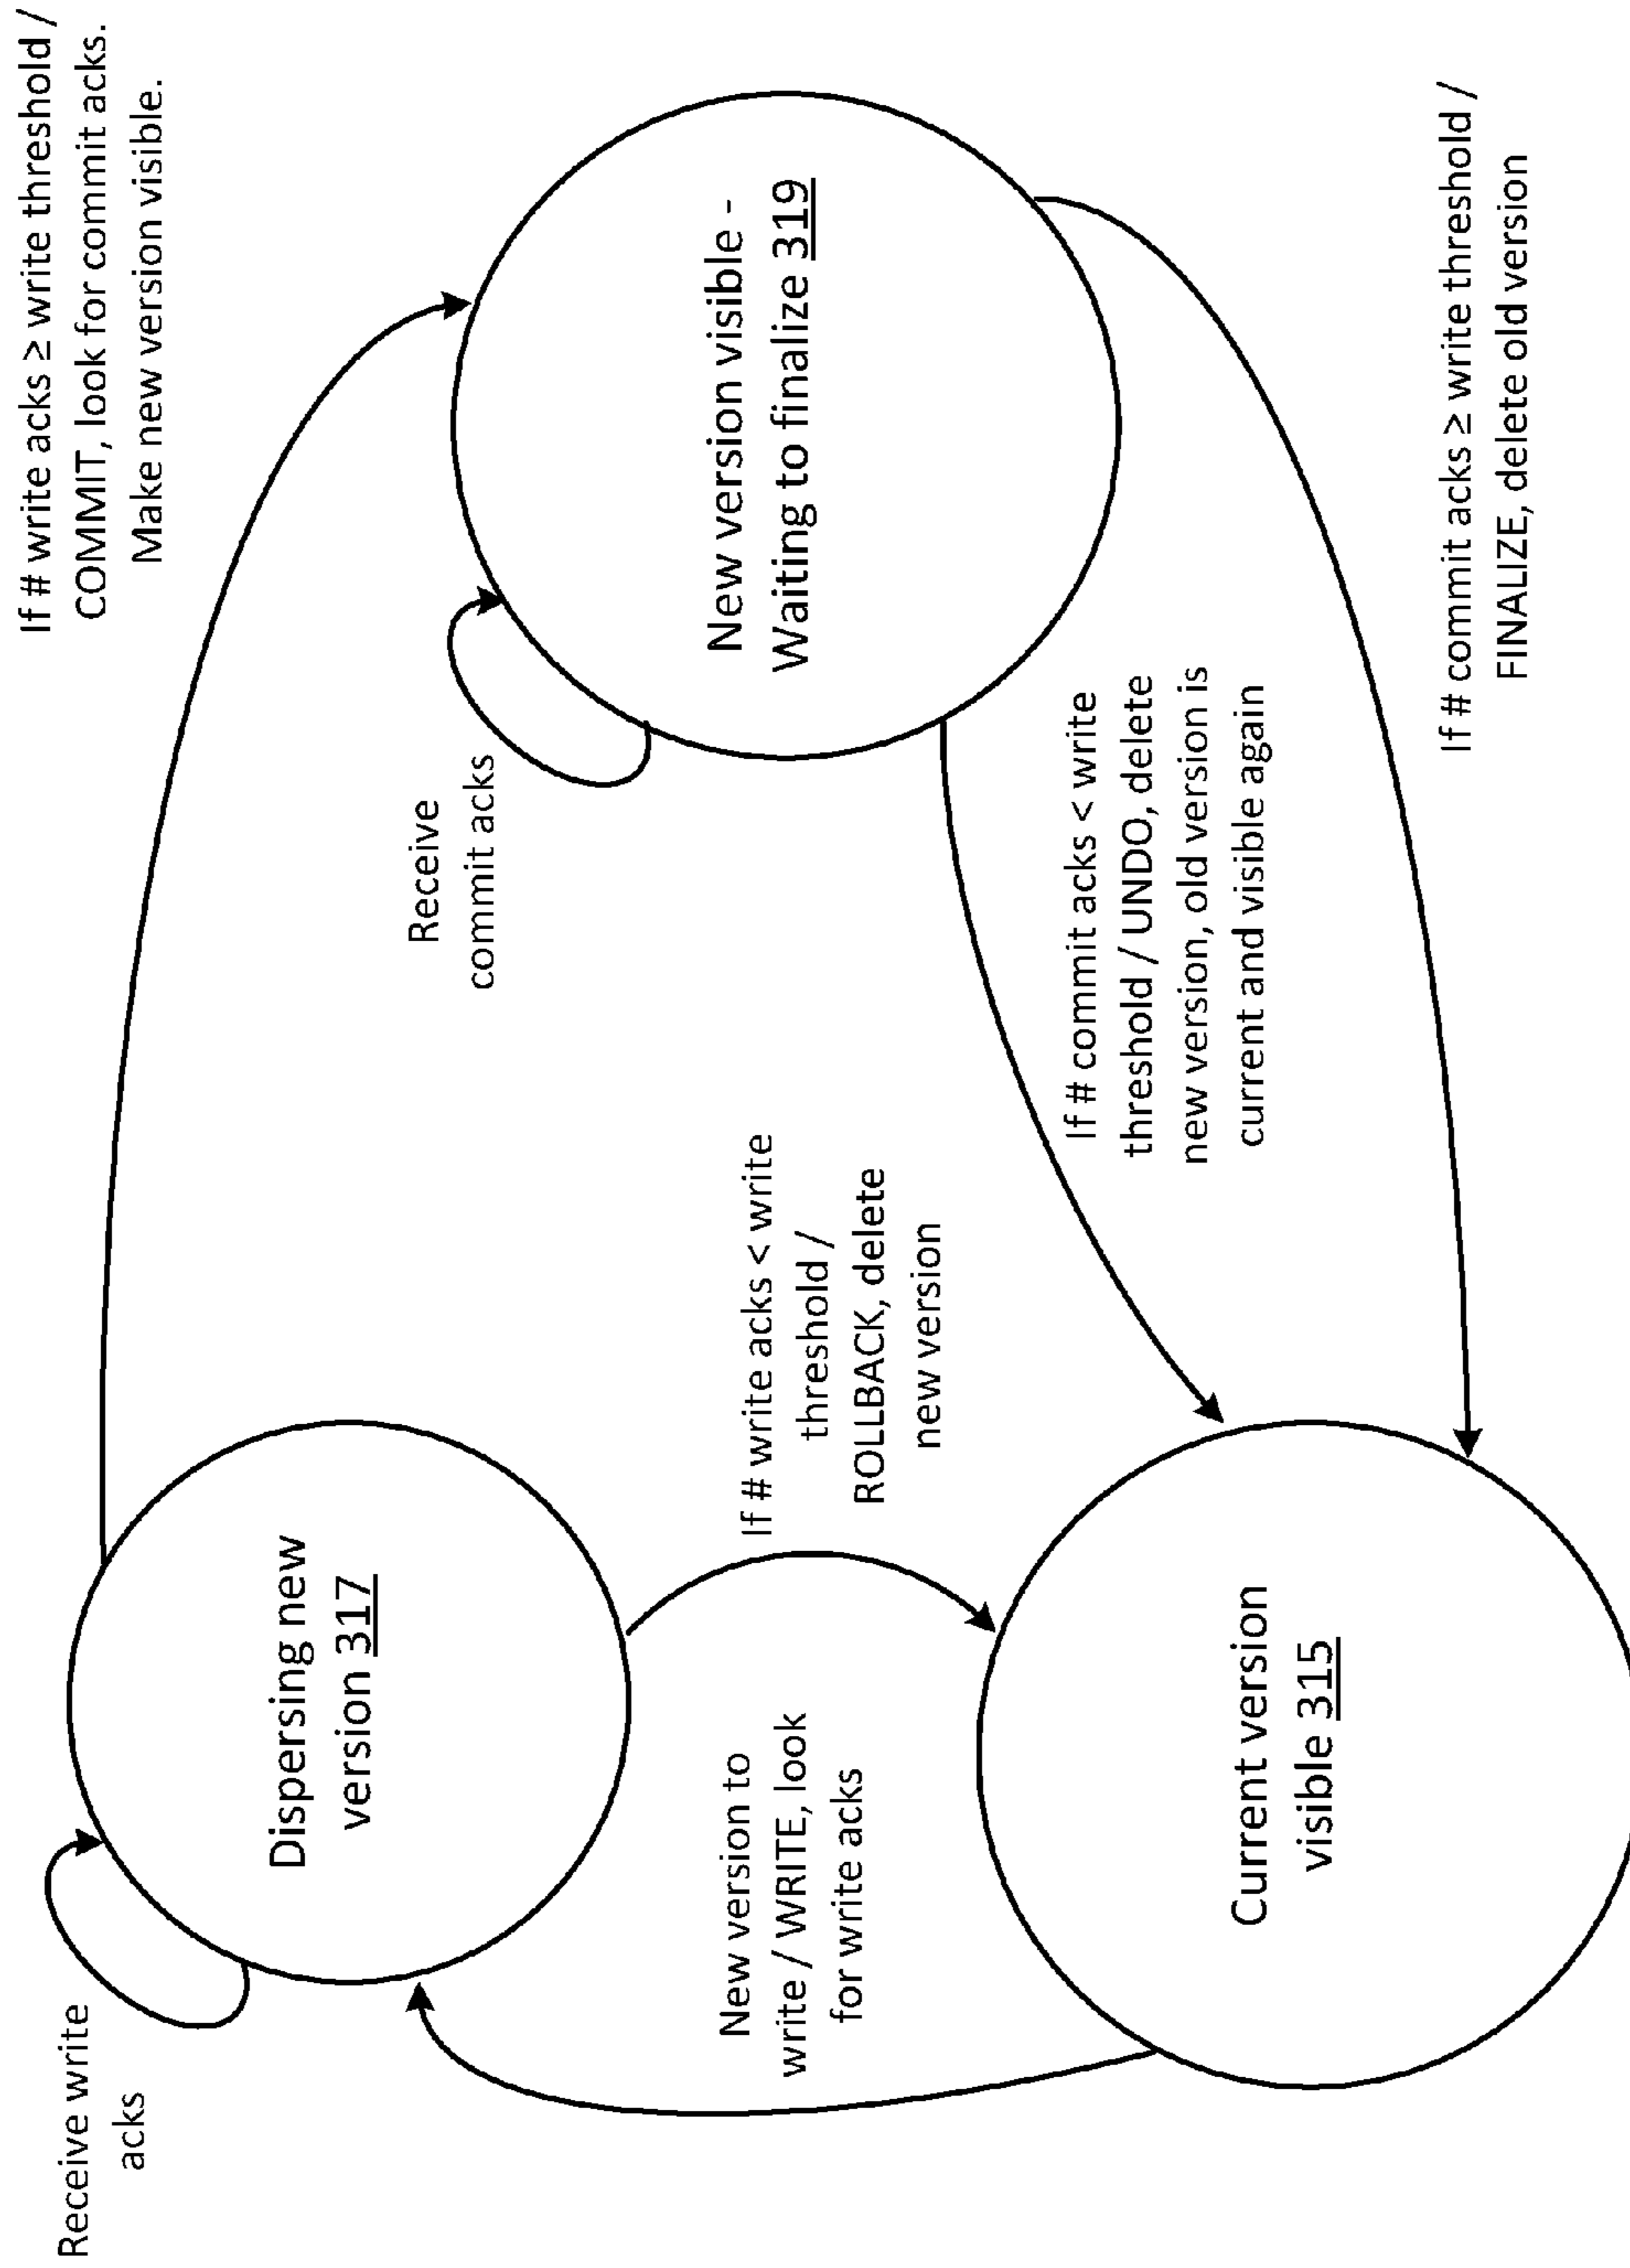 Receive write
acks
Dispersing new
version 317
If # write acks ≥ write threshold /
COMMIT, look for commit acks.
Make new version visible.
Receive
commit acks
New version visible -
Waiting to finalize 319
New version to
write / WRITE, look
for write acks
If # write acks < write
threshold /
ROLLBACK, delete
new version
If # commit acks < write
threshold / UNDO, delete
new version, old version is
current and visible again
Current version
visible 315
If # commit acks ≥ write threshold /
FINALIZE, delete old version